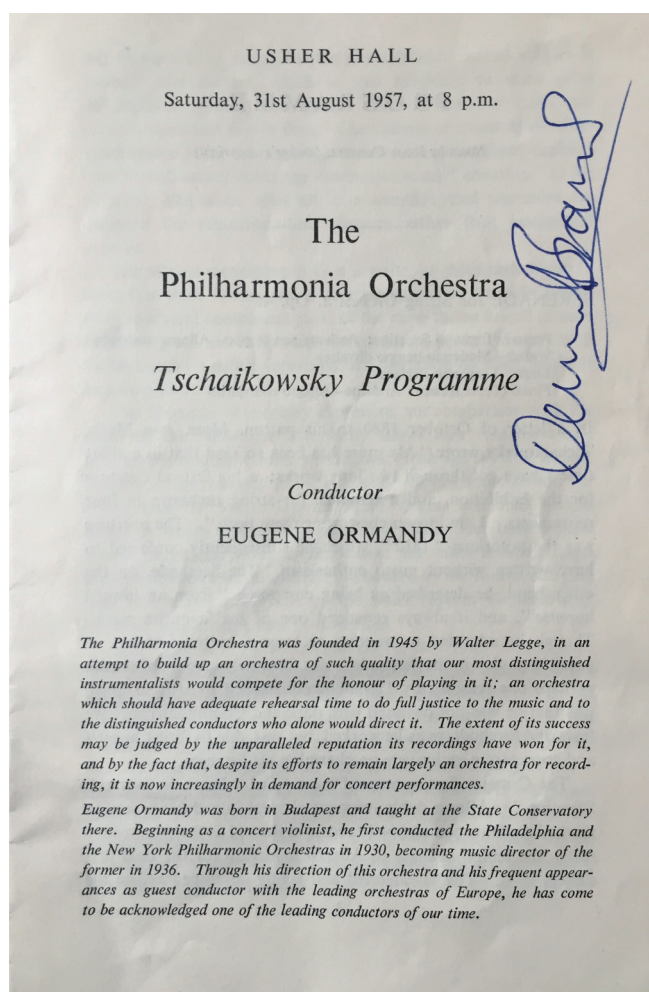 USHER HALL
Saturday, 31st August 1957, at 8 p.m.
Dennis Brain
The
Philharmonia Orchestra
Tschaikowsky Programme
Conductor
EUGENE ORMANDY
The Philharmonia Orchestra was founded in 1945 by Walter Legge, in an
attempt to build up an orchestra of such quality that our most distinguished
instrumentalists would compete for the honour of playing in it; an orchestra
which should have adequate rehearsal time to do full justice to the music and to
the distinguished conductors who alone would direct it. The extent of its success
may be judged by the unparalleled reputation its recordings have won for it,
and by the fact that, despite its efforts to remain largely an orchestra for record-
ing, it is now increasingly in demand for concert performances.
Eugene Ormandy was born in Budapest and taught at the State Conservatory
there. Beginning as a concert violinist, he first conducted the Philadelphia and
the New York Philharmonic Orchestras in 1930, becoming music director of the
former in 1936. Through his direction of this orchestra and his frequent appear-
ances as guest conductor with the leading orchestras of Europe, he has come
to be acknowledged one of the leading conductors of our time.